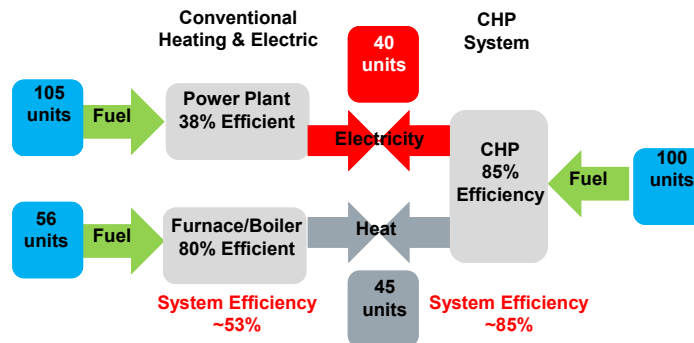 Conventional
Heating & Electric
40
units
CHP
System
105
units
Fuel
Power Plant
38% Efficient
Electricity
CHP
85%
Efficiency
Fuel
100
units
56
units
Fuel
Furnace/Boiler
80% Efficient
Heat
System Efficiency
~53%
45
units
System Efficiency
~85%